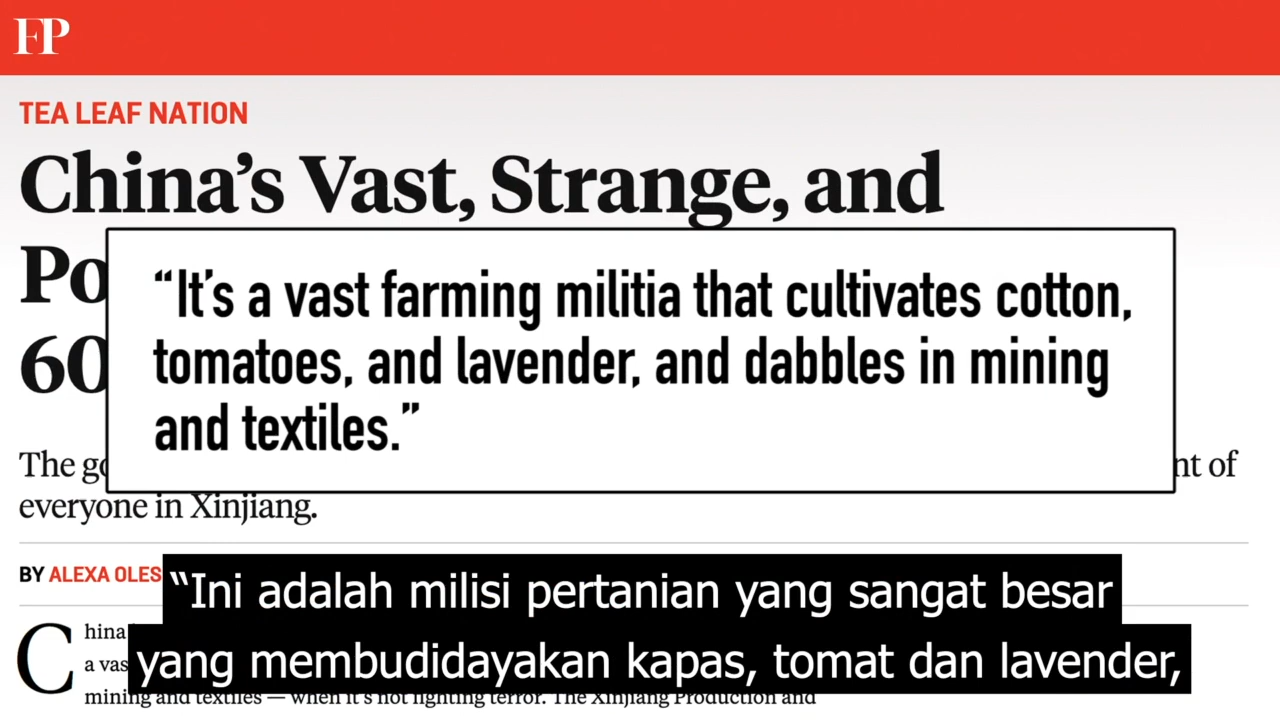 FP
TEA LEAF NATION
China’s Vast, Strange, and
“It’s a vast farming militia that cultivates cotton,
tomatoes, and lavender, and dabbles in mining
and textiles.”
60
The
nt of
everyone in Xinjiang.
BY ALEXA OLES
“Ini adalah milisi pertanian yang sangat besar
yang membudidayakan kapas, tomat dan lavender,
China
a vas
mining and textiles — when it’s not fighting terror. The Xinjiang Production and